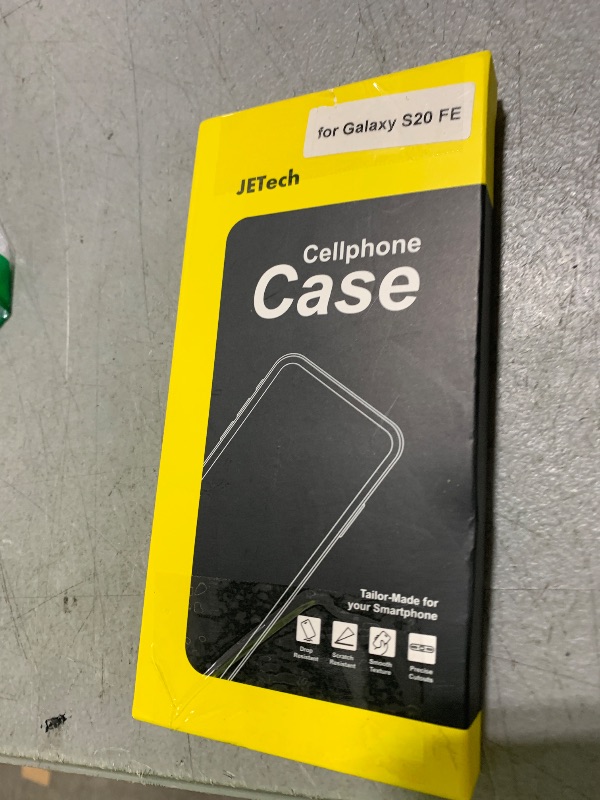 for Galaxy S20 FE
JETech
Cellphone
Case
Tailor-Made for
your Smartphone
Drop
Resistant
Scratch
Resistant
Smooth
Texture
Precise
Cutouts